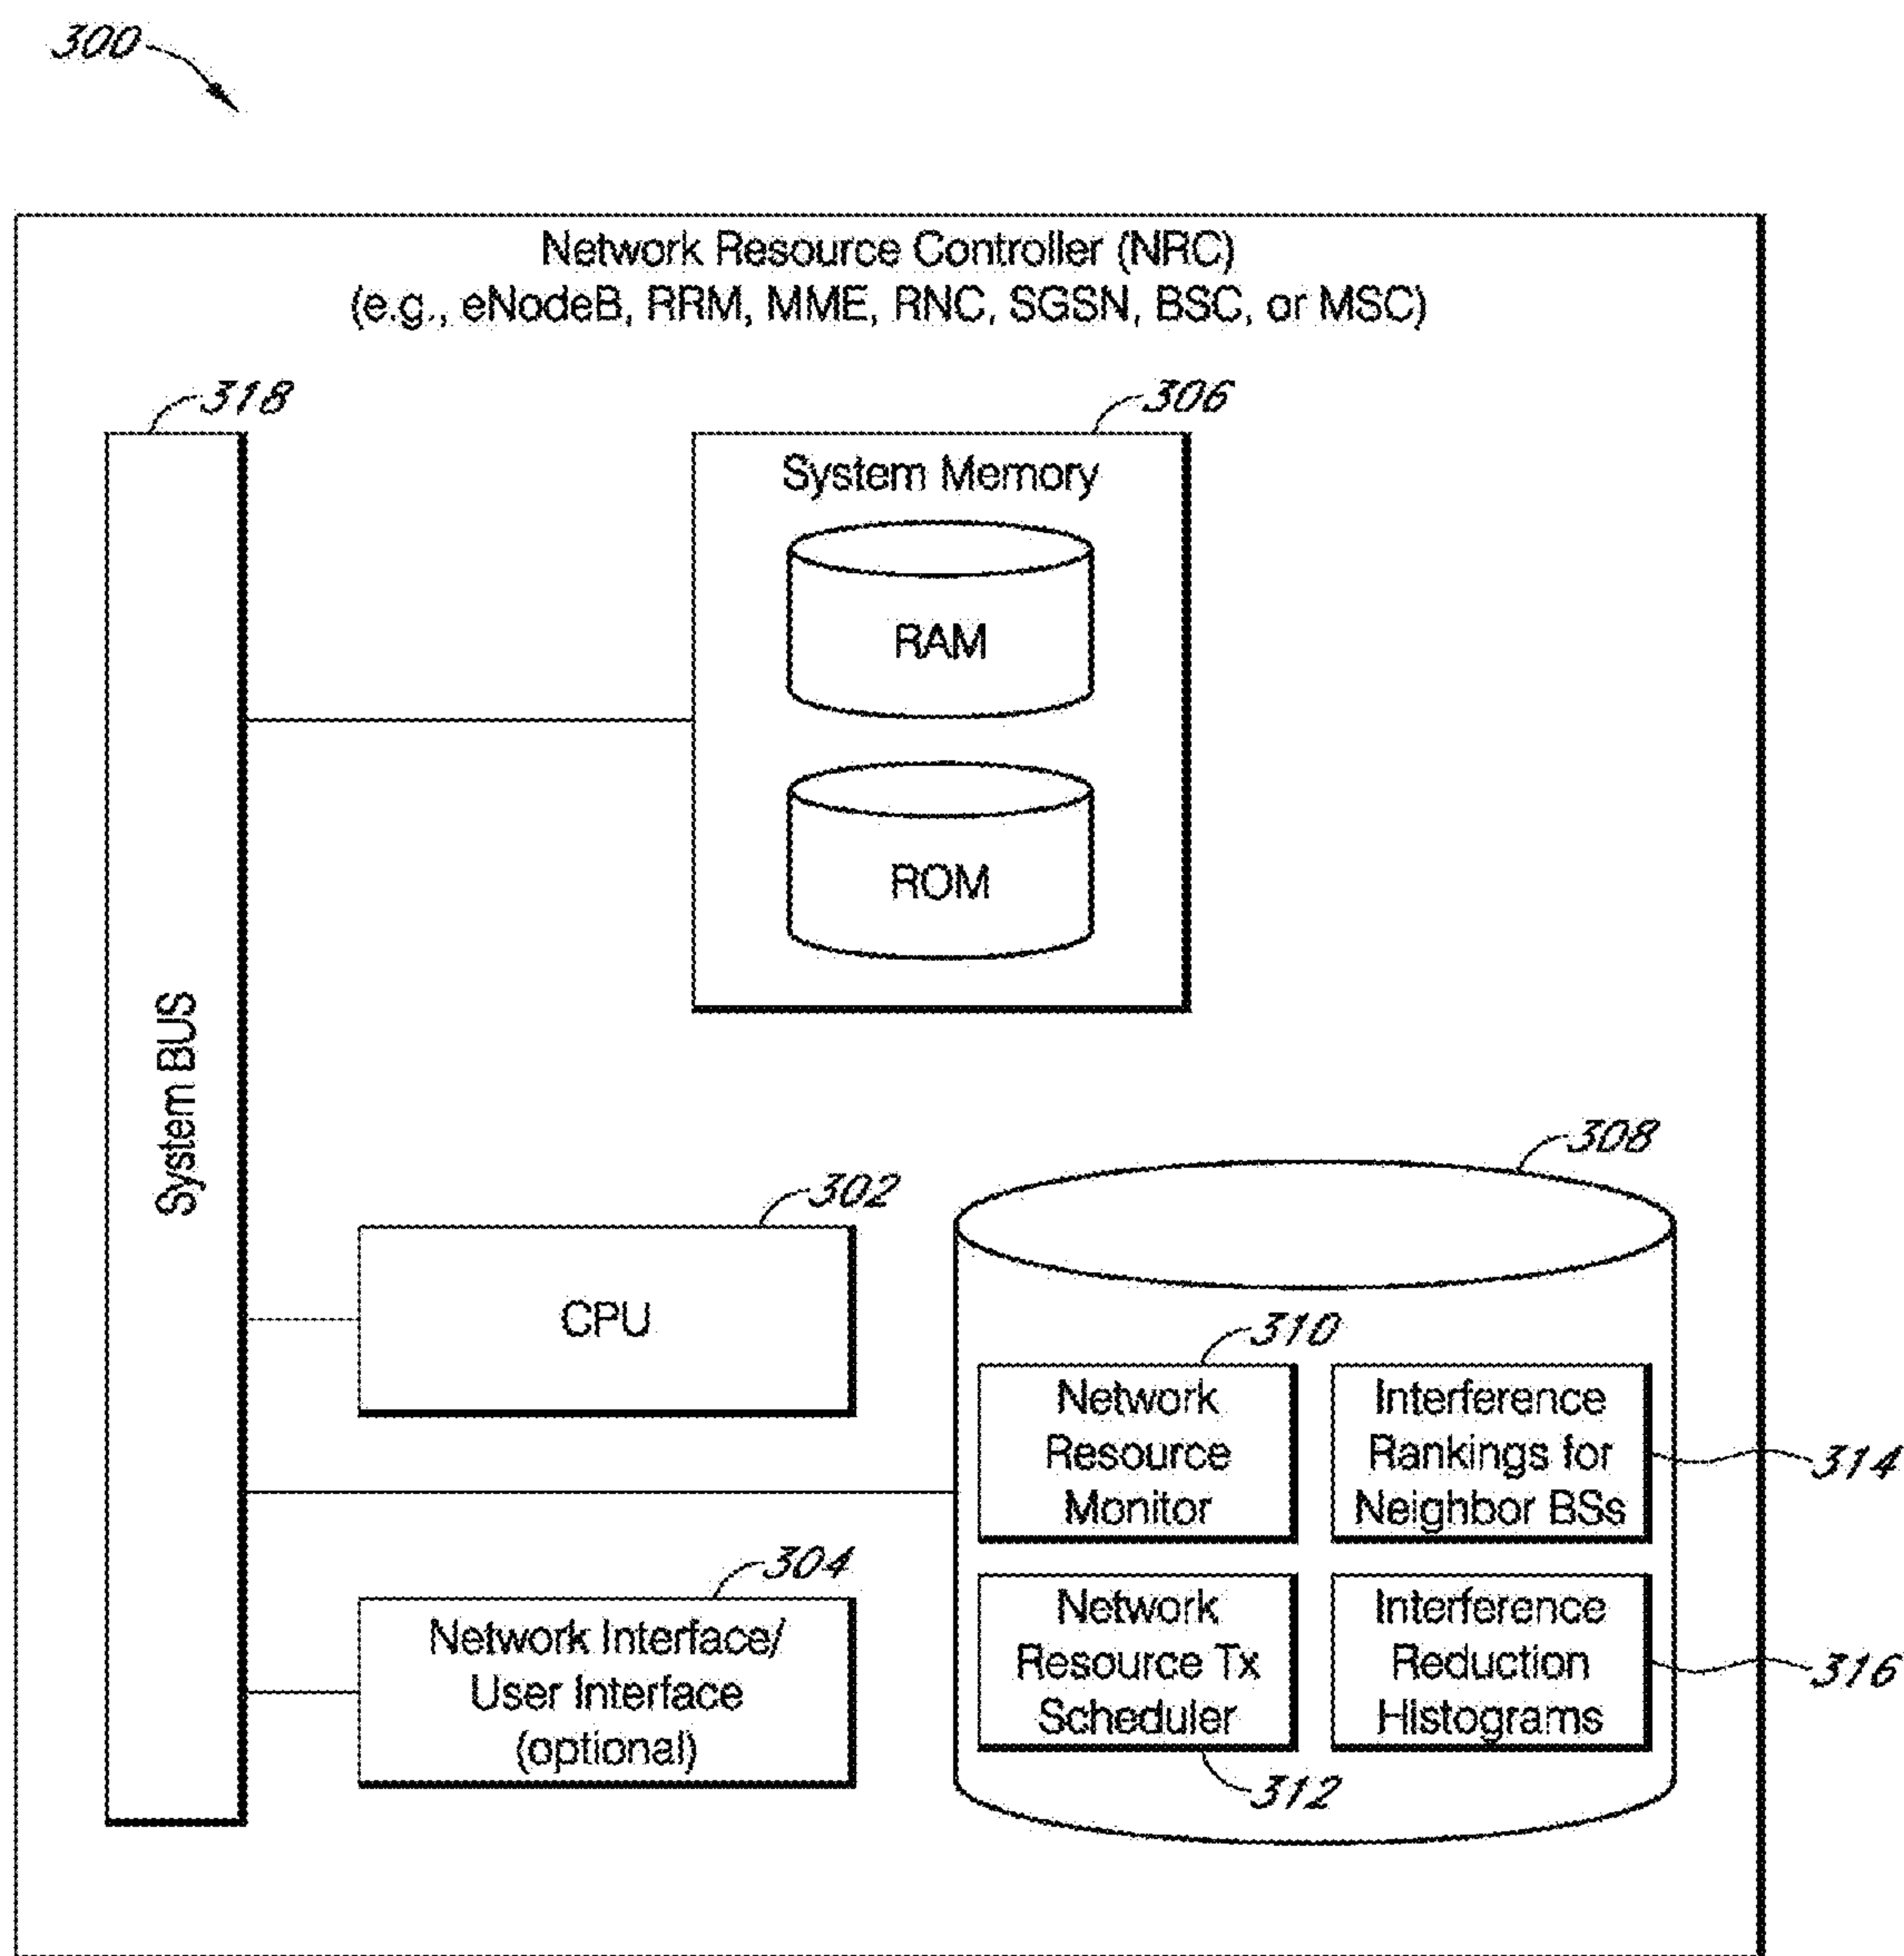 300
Network Resource Controller (NRC)
(e.g., eNodeB, RRM, MME, RNC, SGSN, BSC, or MSC)
318
306
System Memory
RAM
ROM
System BUS
308
302
CPU
310
Network
Resource
Monitor
Interference
Rankings for
Neighbor BSs
314
304
Network Interface/
User Interface
(optional)
Network
Resource Tx
Scheduler
312
Interference
Reduction
Histograms
316